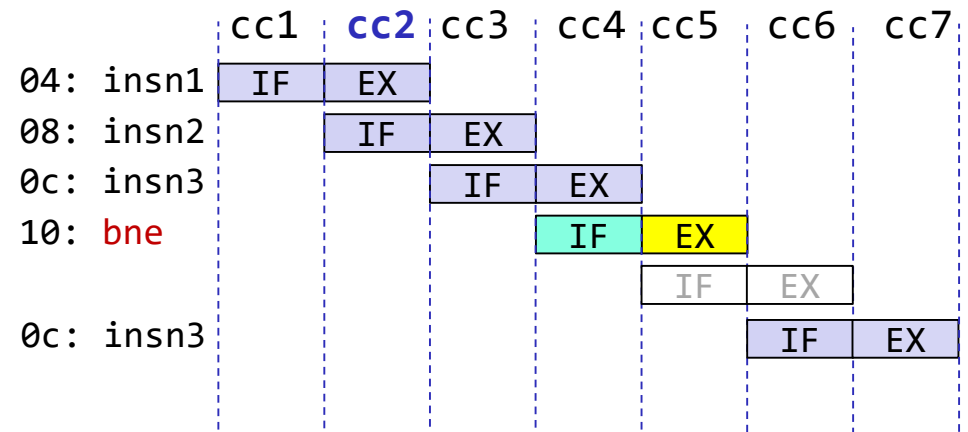 cc1 cc2 cc3 cc4 cc5 cc6 cc7
04: insn1 IF EX
08: insn2 IF EX
0c: insn3 IF EX
10: bne IF EX
IF EX
0c: insn3 IF EX